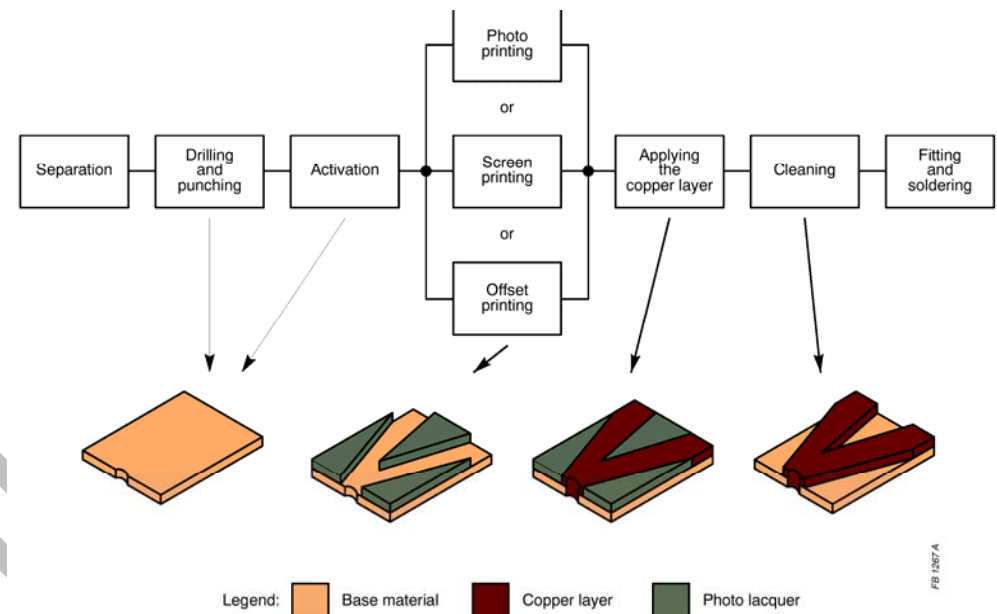 Photo
printing
or
Separation
Drilling
and
punching
Activation
Screen
printing
Applying
the
copper layer
Cleaning
Fitting
and
soldering
or
Offset
printing
FB 1267 A
Legend:
Base material
Copper layer
Photo lacquer